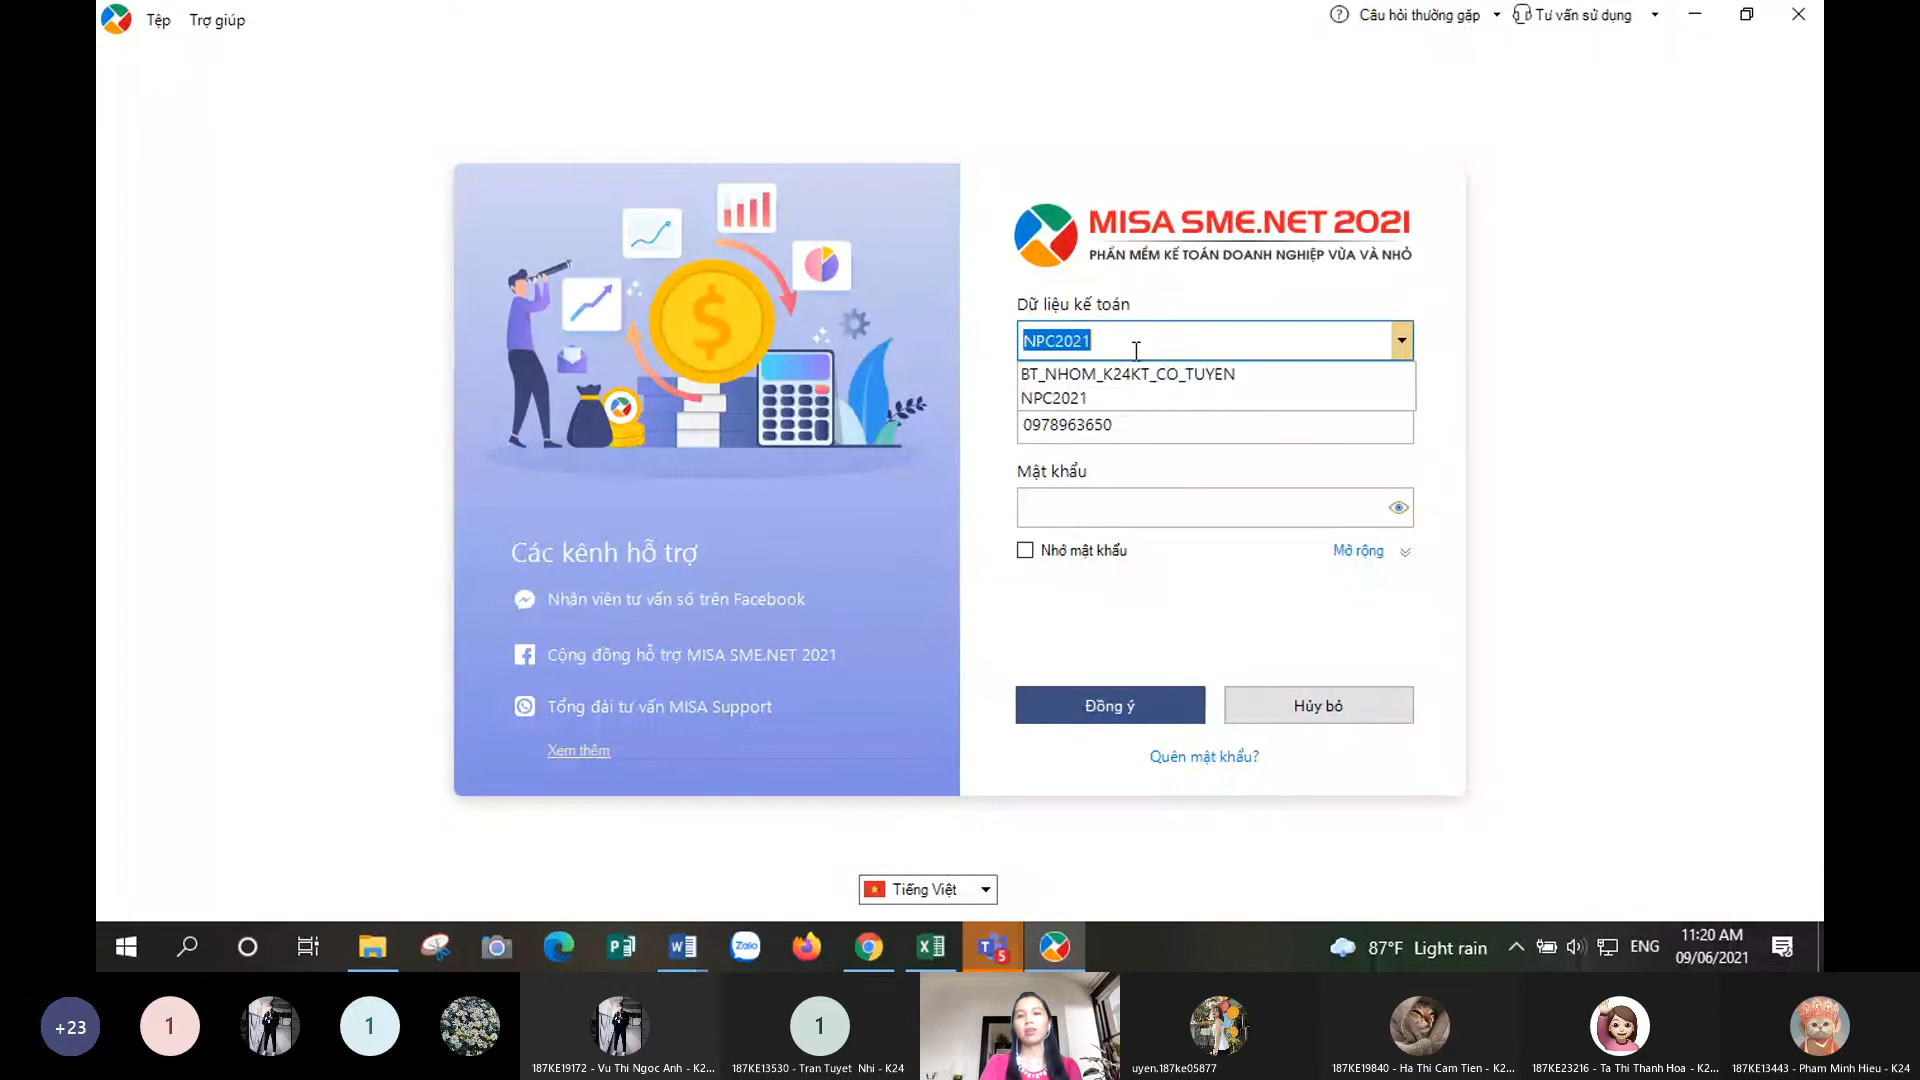 Tệp Trợ giúp
Câu hỏi thường gặp Tư vấn sử dụng
MISA SME.NET 2021
PHẦN MỀM KẾ TOÁN DOANH NGHIỆP VỪA VÀ NHỎ
Dữ liệu kế toán
NPC2021
BT_NHOM_K24KT_CO_TUYEN
NPC2021
0978963650
Mật khẩu
Nhớ mật khẩu Mở rộng
Các kênh hỗ trợ
Nhân viên tư vấn số trên Facebook
Cộng đồng hỗ trợ MISA SME.NET 2021
Tổng đài tư vấn MISA Support
Xem thêm
Đồng ý Hủy bỏ
Quên mật khẩu?
Tiếng Việt
Zalo
87°F Light rain ENG 11:20 AM
09/06/2021
+23 1 1 1
187KE19172 - Vu Thi Ngoc Anh - K2...
187KE13530 - Tran Tuyet Nhi - K24
uyen.187ke05877
187KE19840 - Ha Thi Cam Tien - K2...
187KE23216 - Ta Thi Thanh Hoa - K2...
187KE13443 - Pham Minh Hieu - K24